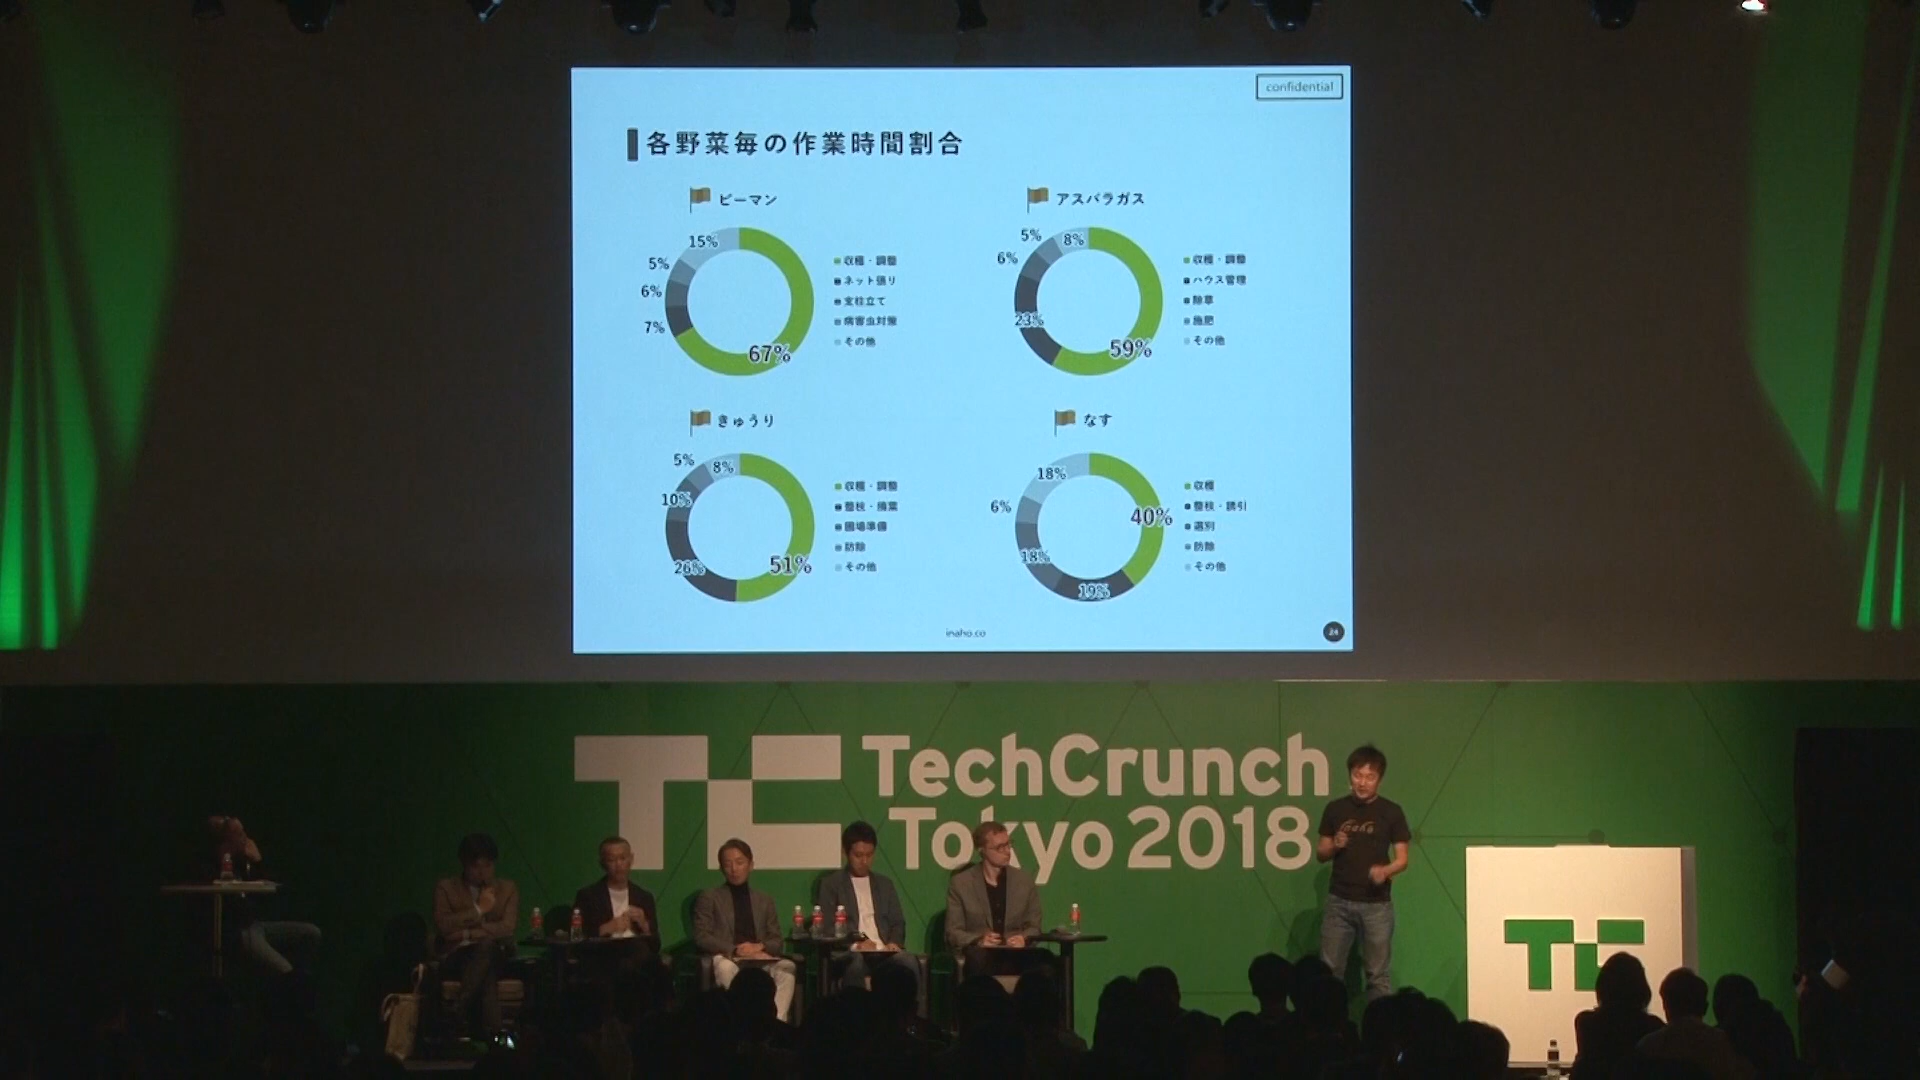 confidential
各野菜毎の作業時間割合
ピーマン
15%
5%
6%
7%
67%
収穫・調整
ネット張り
支柱立て
病害虫対策
その他
アスパラガス
5%
8%
6%
23%
59%
収穫・調整
ハウス管理
除草
施肥
その他
きゅうり
5%
8%
10%
26%
51%
収穫・調整
整枝・摘葉
圃場準備
防除
その他
なす
18%
6%
40%
18%
19%
収穫
整枝・誘引
選別
防除
その他
inaho.co
24
TC TechCrunch
Tokyo 2018
inaho
TC